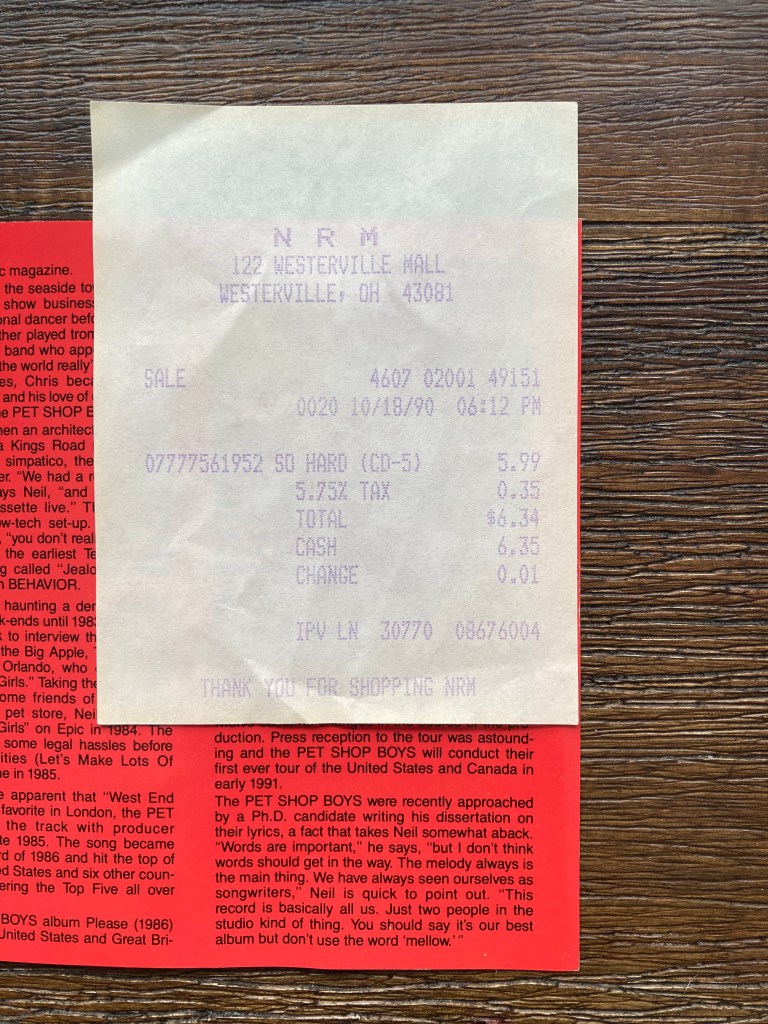 N R M
122 WESTERVILLE MALL
WESTERVILLE, OH 43081
SALE 4607 02001 49151
0020 10/18/90 06:12 PM
07777561952 SO HARD (CD-5) 5.99
5.75% TAX 0.35
TOTAL $6.34
CASH 6.35
CHANGE 0.01
IPV LN 30770 08676004
THANK YOU FOR SHOPPING NRM
c magazine.
the seaside
show business
onal dancer
ther played
band who
the world really
es, Chris
and his love of
PET SHOP
en an architect
a Kings Road
simpatico, the
er. "We had a
ays Neil, "and
ssette live."
ow-tech set-up.
"you don't
the earliest
g called
BEHAVIOR.
haunting a
k-ends until
to interview
the Big Apple,
Orlando, who
Girls." Taking
ome friends of
pet store,
Girls" on Epic in 1984. The
some legal hassles before
ities (Let's Make Lots Of
e in 1985.
e apparent that "West End
favorite in London, the PET
the track with producer
te 1985. The song became
rd of 1986 and hit the top of
ed States and six other coun-
ering the Top Five all over
BOYS album Please (1986)
United States and Great Bri-
duction. Press reception to the tour was astound-
ing and the PET SHOP BOYS will conduct their
first ever tour of the United States and Canada in
early 1991.
The PET SHOP BOYS were recently approached
by a Ph.D. candidate writing his dissertation on
their lyrics, a fact that takes Neil somewhat aback.
"Words are important," he says, "but I don't think
words should get in the way. The melody always is
the main thing. We have always seen ourselves as
songwriters," Neil is quick to point out. "This
record is basically all us. Just two people in the
studio kind of thing. You should say it's our best
album but don't use the word 'mellow.'"